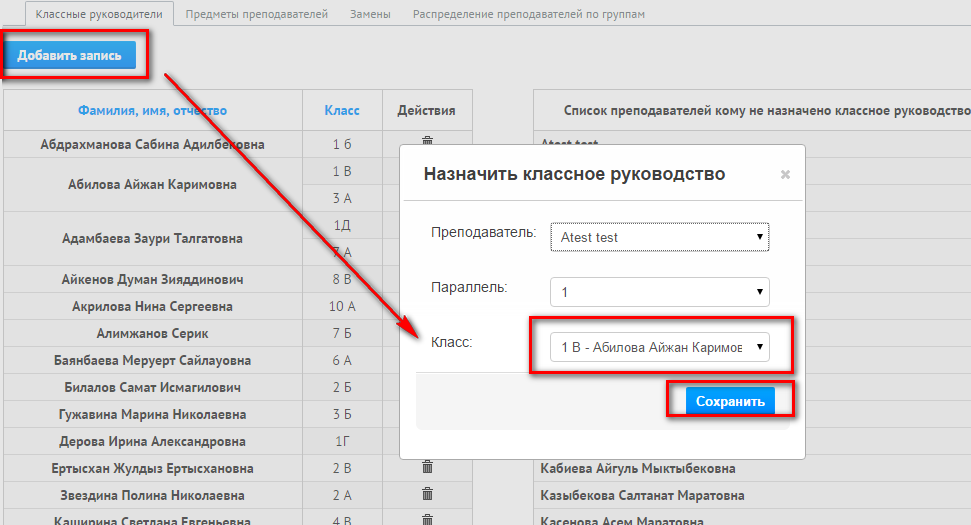 Классные руководители Предметы преподавателей Замены Распределение преподавателей по группам
Добавить запись
Фамилия, имя, отчество Класс Действия Список преподавателей кому не назначено классное руководство
Абдрахманова Сабина Адилбековна 1 б Atest test
Абилова Айжан Каримовна 1 В
3 А
Адамбаева Заури Талгатовна 1Д
7 А
Айкенов Думан Зияддинович 8 В
Акрилова Нина Сергеевна 10 А
Алимжанов Серик 7 Б
Баянбаева Меруерт Сайлауовна 6 А
Билалов Самат Исмагилович 2 Б
Гужавина Марина Николаевна 3 Б
Дерова Ирина Александровна 1Г
Ертысхан Жулдыз Ертысхановна 2 В Кабиева Айгуль Мыктыбековна
Звездина Полина Николаевна 2 А Казыбекова Салтанат Маратовна
Каширина Светлана Евгеньевна 4 В Касенова Асем Маратовна
Назначить классное руководство ×
Преподаватель: Atest test
Параллель: 1
Класс: 1 В - Абилова Айжан Каримов
Сохранить